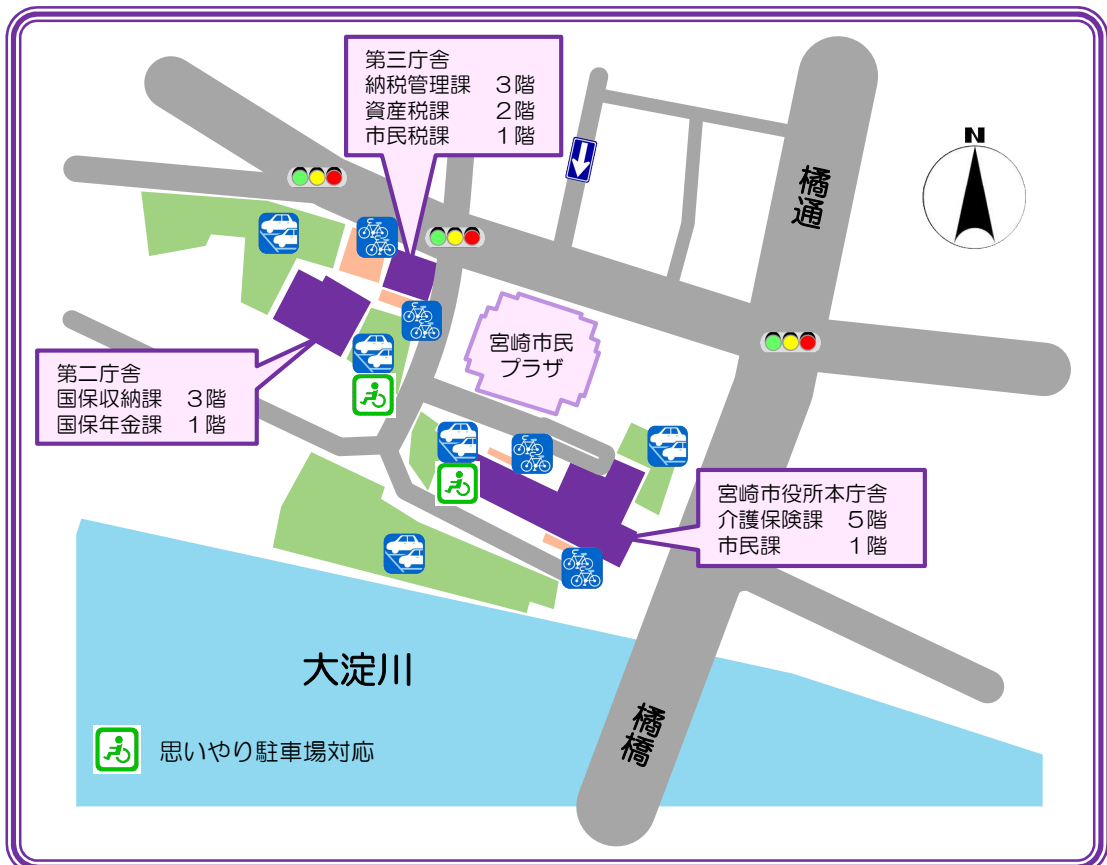 第三庁舎
納税管理課 3階
資産税課 2階
市民税課 1階
N
橘通
宮崎市民
プラザ
第二庁舎
国保収納課 3階
国保年金課 1階
宮崎市役所本庁舎
介護保険課 5階
市民課 1階
大淀川
橘橋
思いやり駐車場対応